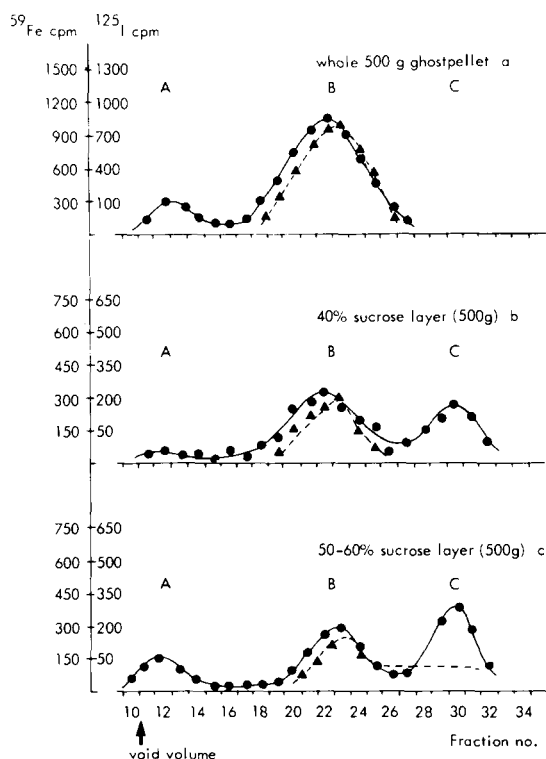 59Fe cpm 125I cpm
whole 500 g ghostpellet a
A B C
1500 1300
1200 1000
900 700
600 400
300 100
40% sucrose layer (500g) b
A B C
750 650
600 500
450 350
300 200
150 50
50-60% sucrose layer (500g) c
A B C
750 650
600 500
450 350
300 200
150 50
10 12 14 16 18 20 22 24 26 28 30 32 34
void volume
Fraction no.